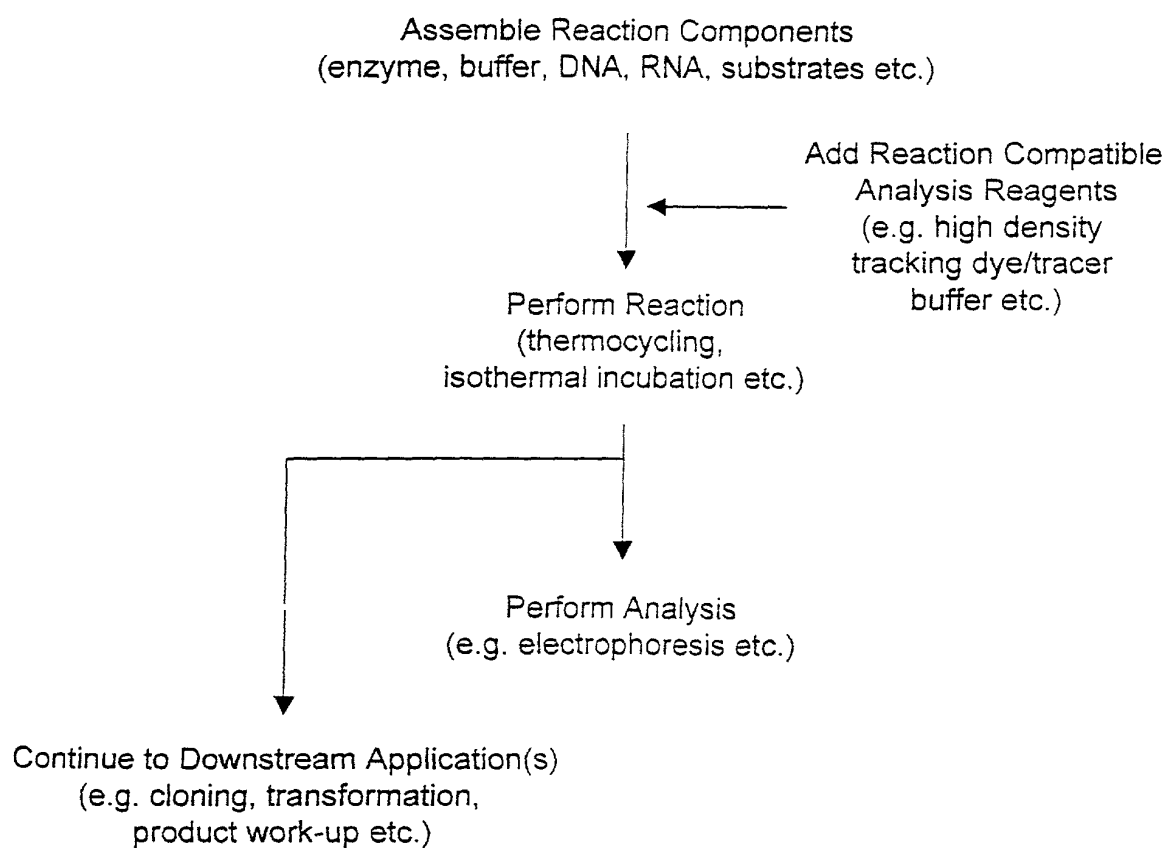 Assemble Reaction Components
(enzyme, buffer, DNA, RNA, substrates etc.)
Add Reaction Compatible
Analysis Reagents
(e.g. high density
tracking dye/tracer
buffer etc.)
Perform Reaction
(thermocycling,
isothermal incubation etc.)
Perform Analysis
(e.g. electrophoresis etc.)
Continue to Downstream Application(s)
(e.g. cloning, transformation,
product work-up etc.)